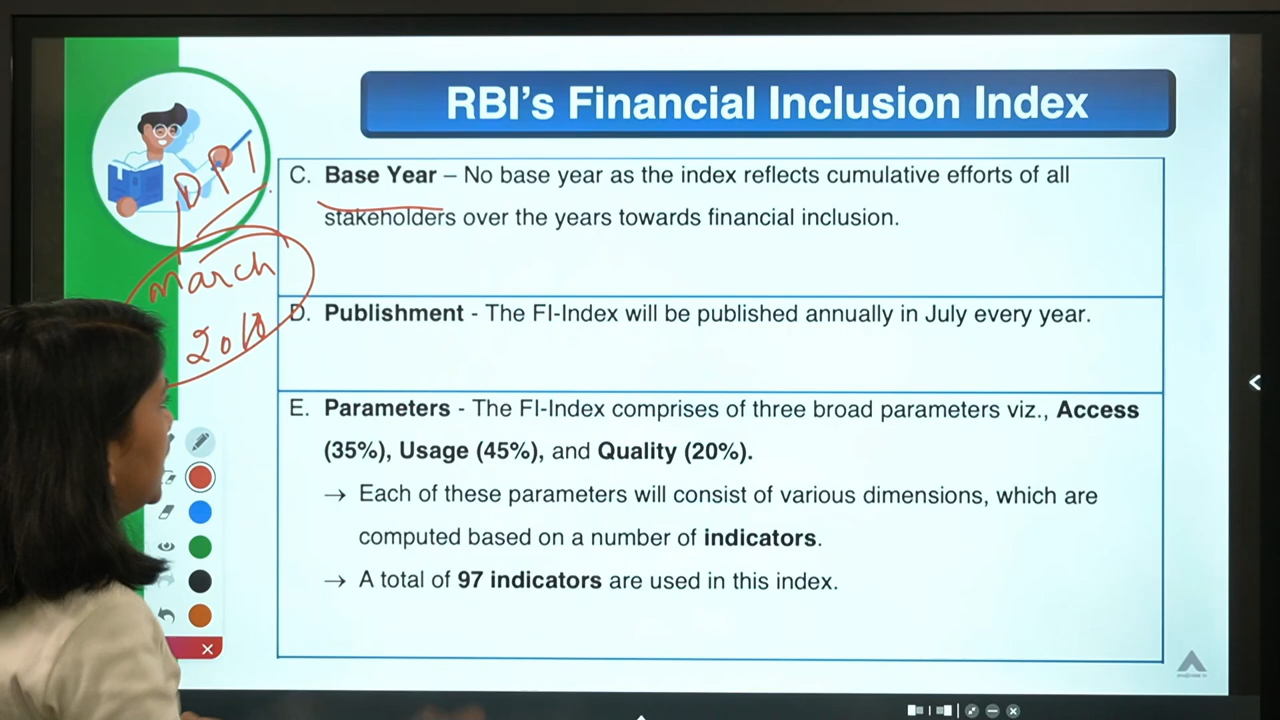 RBI's Financial Inclusion Index
C. Base Year – No base year as the index reflects cumulative efforts of all
stakeholders over the years towards financial inclusion.
DPI
March
D. Publishment - The FI-Index will be published annually in July every year.
E. Parameters - The FI-Index comprises of three broad parameters viz., Access
(35%), Usage (45%), and Quality (20%).
→ Each of these parameters will consist of various dimensions, which are
computed based on a number of indicators.
→ A total of 97 indicators are used in this index.